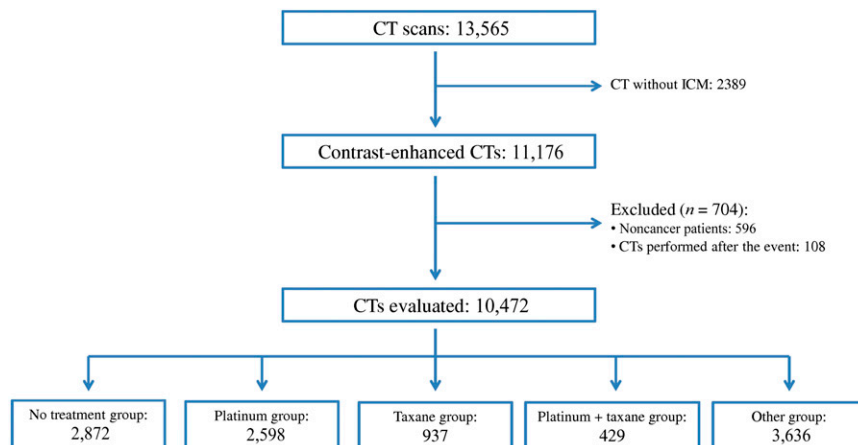 CT scans: 13,565
CT without ICM: 2389
Contrast-enhanced CTs: 11,176
Excluded (n = 704):
• Noncancer patients: 596
• CTs performed after the event: 108
CTs evaluated: 10,472
No treatment group:
2,872
Platinum group:
2,598
Taxane group:
937
Platinum + taxane group:
429
Other group:
3,636